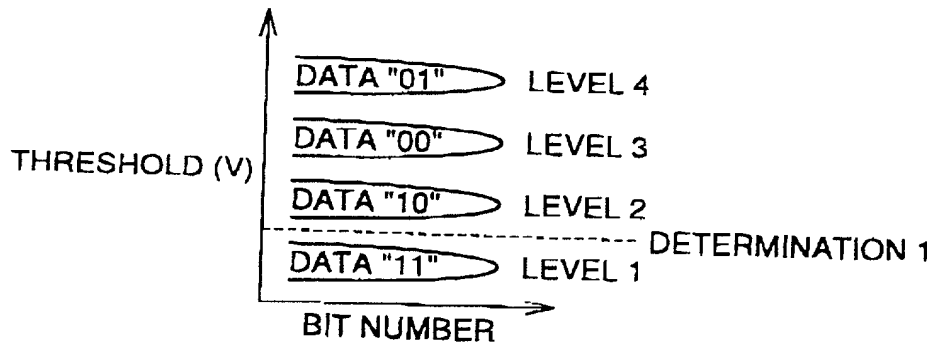 DATA "01" LEVEL 4
DATA "00" LEVEL 3
THRESHOLD (V)
DATA "10" LEVEL 2
DETERMINATION 1
DATA "11" LEVEL 1
BIT NUMBER